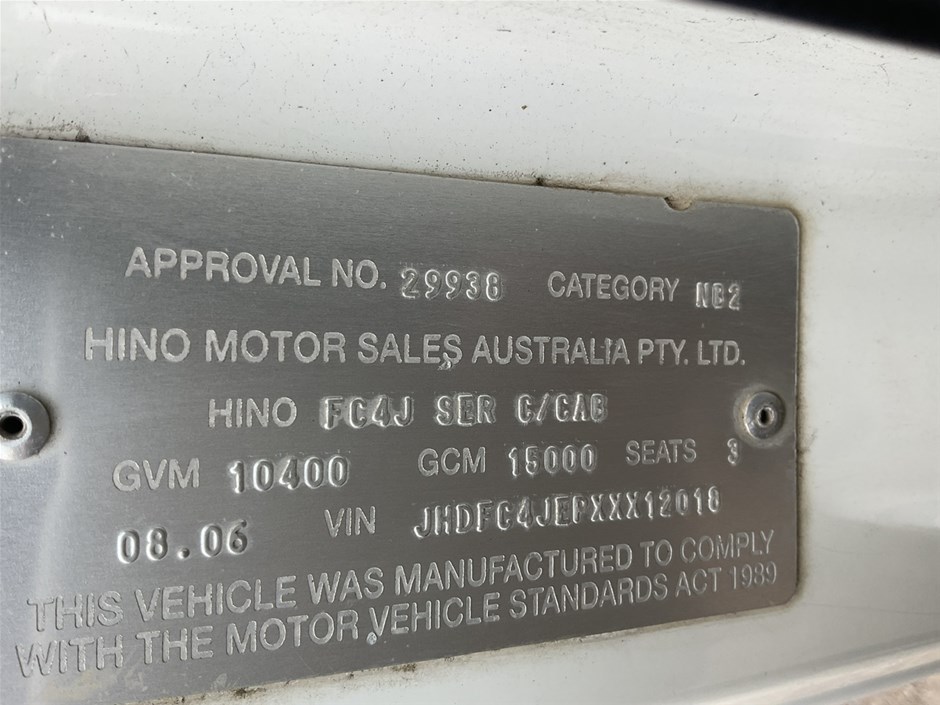 APPROVAL NO. 29938 CATEGORY NB2
HINO MOTOR SALES AUSTRALIA PTY. LTD.
HINO FC4J SER C/CAB
GVM 10400 GCM 15000 SEATS 3
08.06 VIN JHDFC4JEPXXX12018
THIS VEHICLE WAS MANUFACTURED TO COMPLY
WITH THE MOTOR VEHICLE STANDARDS ACT 1989